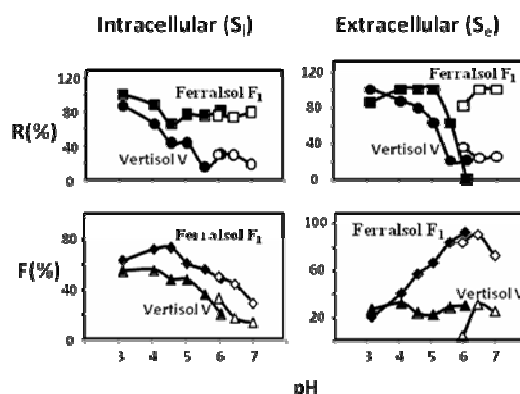 Intracellular (SI) Extracellular (Se)
120 80 40 0
R(%)
Ferralsol F1
Vertisol V
120 80 40 0
Ferralsol F1
Vertisol V
80 40 0
F(%)
Ferralsol F1
Vertisol V
100 60 20
Ferralsol F1
Vertisol V
3 4 5 6 7 3 4 5 6 7
pH